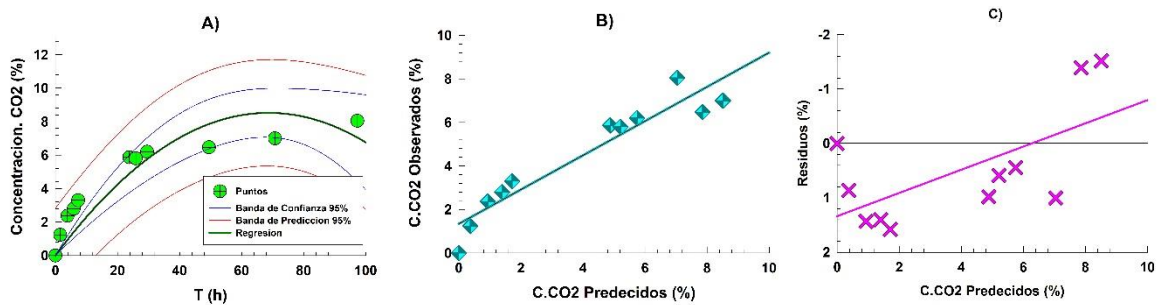 A)
Concentracion. CO2 (%)
12
10
8
6
4
2
0
Puntos
Banda de Confianza 95%
Banda de Prediccion 95%
Regresion
0 20 40 60 80 100
T (h)
B)
C.CO2 Observados (%)
10
8
6
4
2
0
0 2 4 6 8 10
C.CO2 Predecidos (%)
C)
Residuos (%)
-2
-1
0
1
2
0 2 4 6 8 10
C.CO2 Predecidos (%)